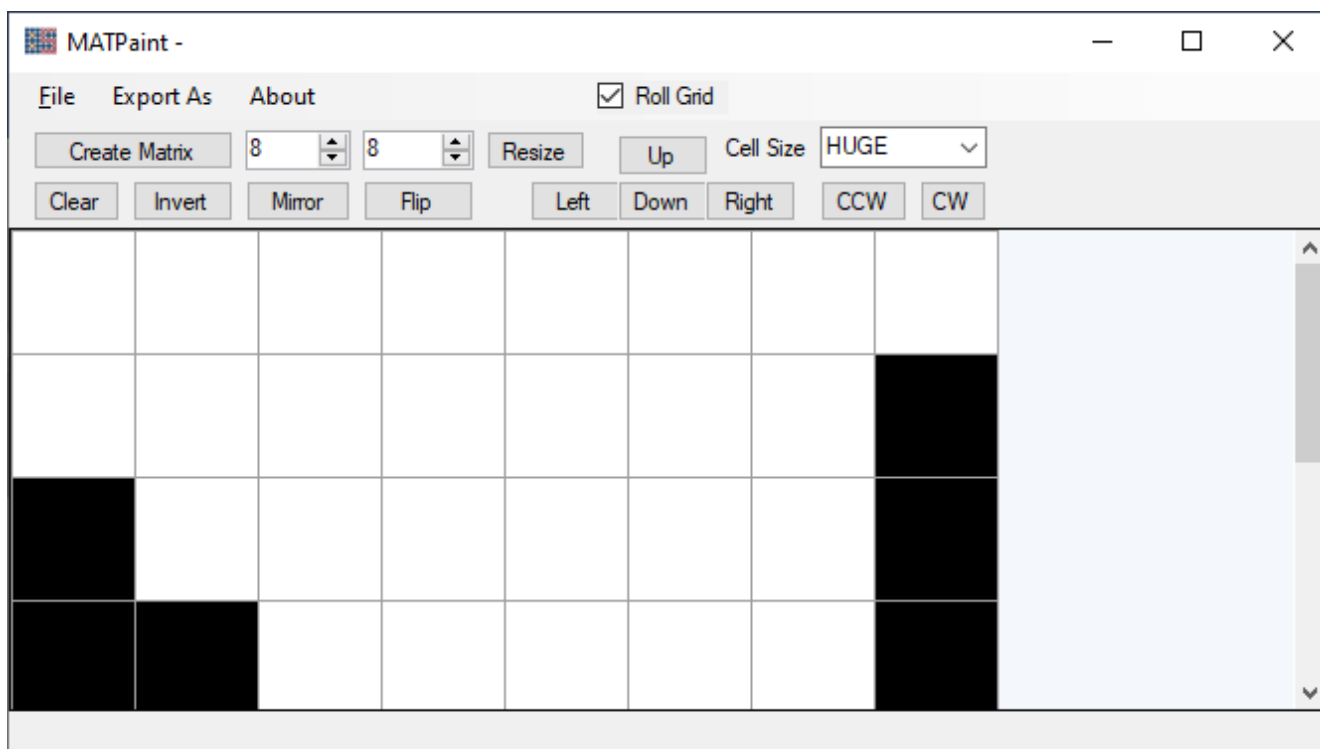 MATPaint -
File Export As About Roll Grid
Create Matrix 8 8 Resize Up Cell Size HUGE
Clear Invert Mirror Flip Left Down Right CCW CW